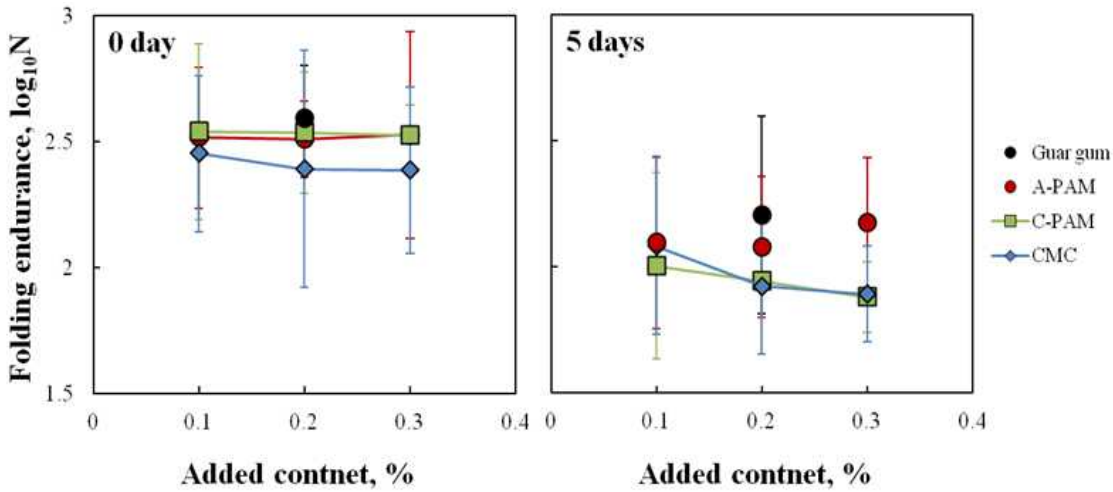 Folding endurance, log10N
3
2.5
2
1.5
0 day
0
0.1
0.2
0.3
0.4
Added contnet, %
5 days
0
0.1
0.2
0.3
0.4
Added contnet, %
Guar gum
A-PAM
C-PAM
CMC